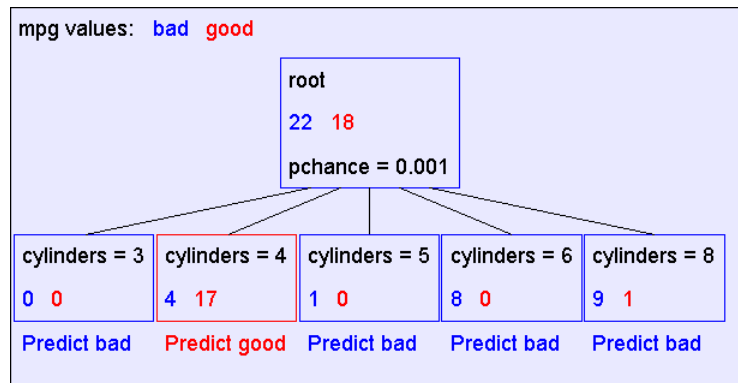 mpg values: bad good
root
22 18
pchance = 0.001
cylinders = 3 cylinders = 4 cylinders = 5 cylinders = 6 cylinders = 8
0 0 4 17 1 0 8 0 9 1
Predict bad Predict good Predict bad Predict bad Predict bad